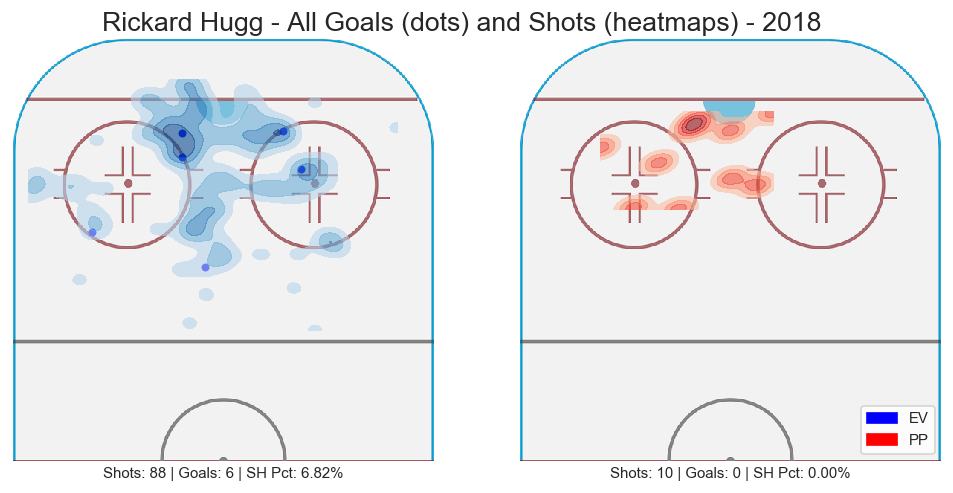 Rickard Hugg - All Goals (dots) and Shots (heatmaps) - 2018
EV
PP
Shots: 88 | Goals: 6 | SH Pct: 6.82%
Shots: 10 | Goals: 0 | SH Pct: 0.00%